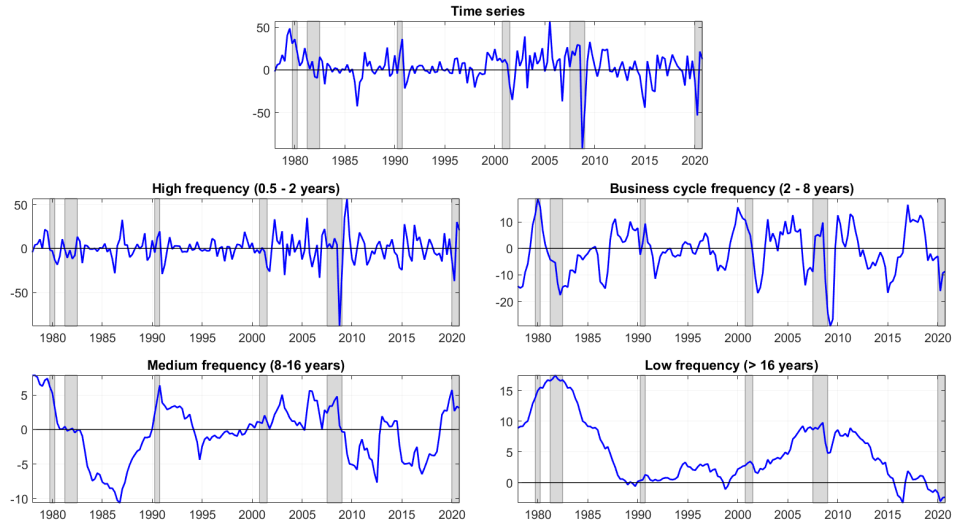 Time series
50
0
-50
1980 1985 1990 1995 2000 2005 2010 2015 2020
High frequency (0.5 - 2 years)
50
0
-50
1980 1985 1990 1995 2000 2005 2010 2015 2020
Business cycle frequency (2 - 8 years)
10
0
-10
-20
1980 1985 1990 1995 2000 2005 2010 2015 2020
Medium frequency (8-16 years)
5
0
-5
-10
1980 1985 1990 1995 2000 2005 2010 2015 2020
Low frequency (> 16 years)
15
10
5
0
1980 1985 1990 1995 2000 2005 2010 2015 2020